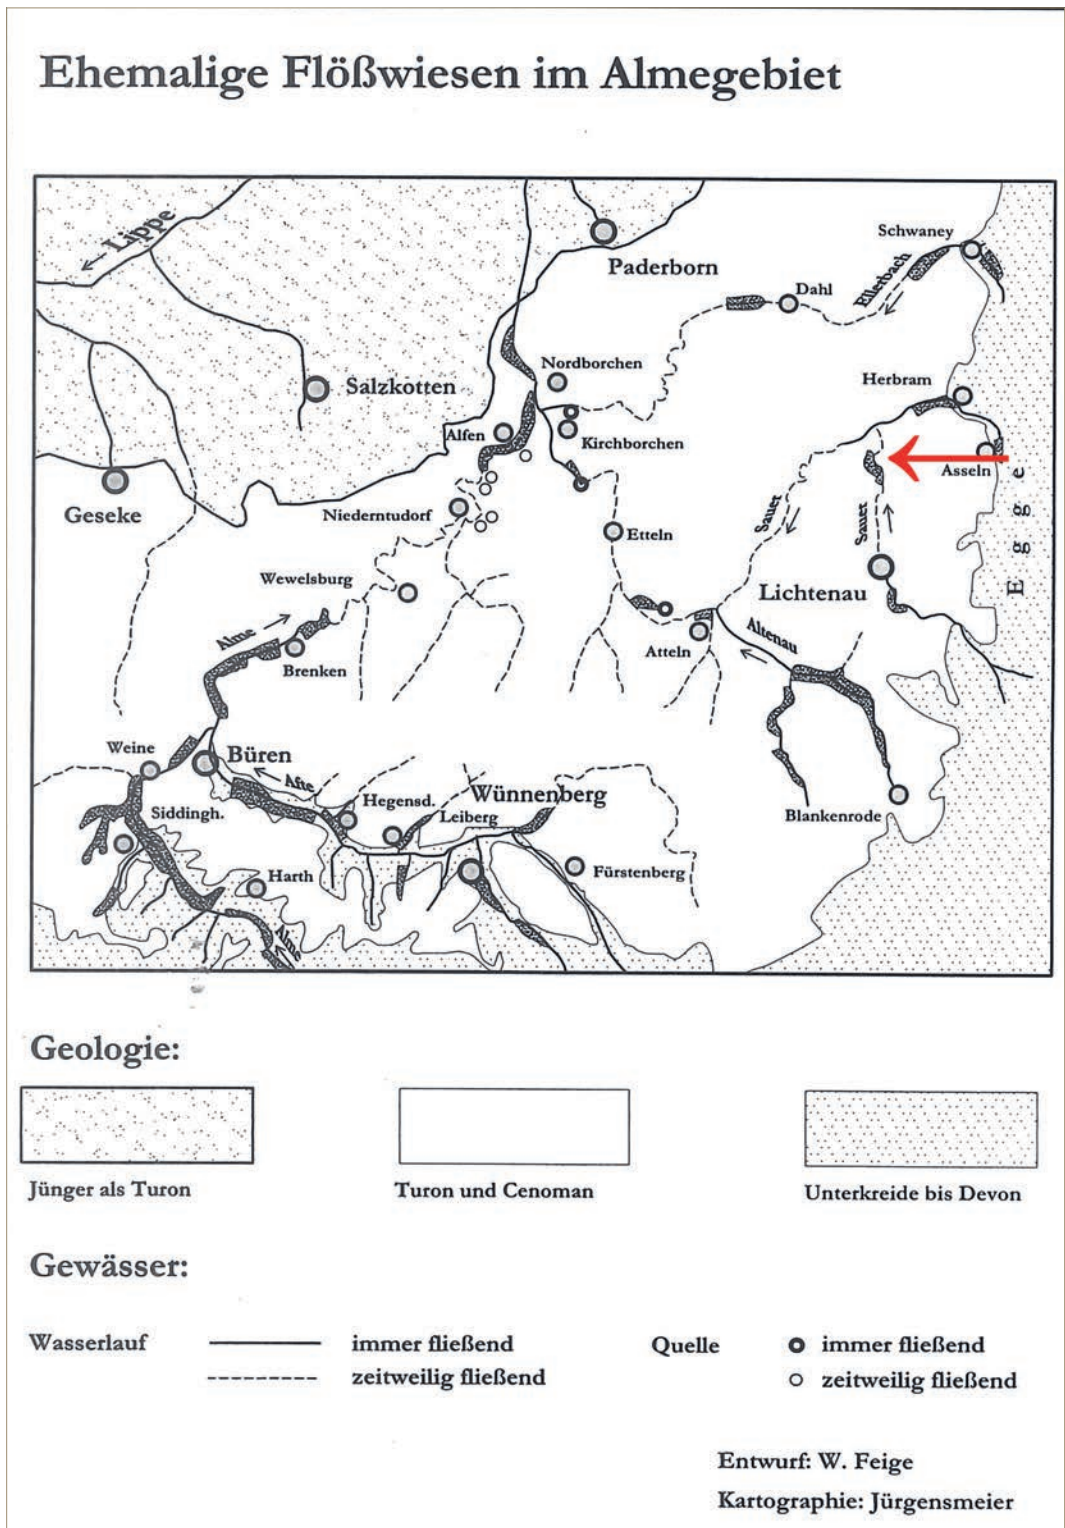 Ehemalige Flößwiesen im Almegebiet
Lippe
Paderborn
Schwaney
Ellerbach
Dahl
Nordborchen
Herbram
Salzkotten
Alfen
Kirchborchen
Asseln
Geseke
Niederntudorf
Etteln
Sauer
Sauer
Egge
Wewelsburg
Lichtenau
Alme
Atteln
Altenau
Brenken
Weine
Büren
Afte
Hegensd.
Wünnenberg
Siddingh.
Leiberg
Blankenrode
Harth
Fürstenberg
Alme
Geologie:
Jünger als Turon
Turon und Cenoman
Unterkreide bis Devon
Gewässer:
Wasserlauf immer fließend Quelle immer fließend
zeitweilig fließend zeitweilig fließend
Entwurf: W. Feige
Kartographie: Jürgensmeier